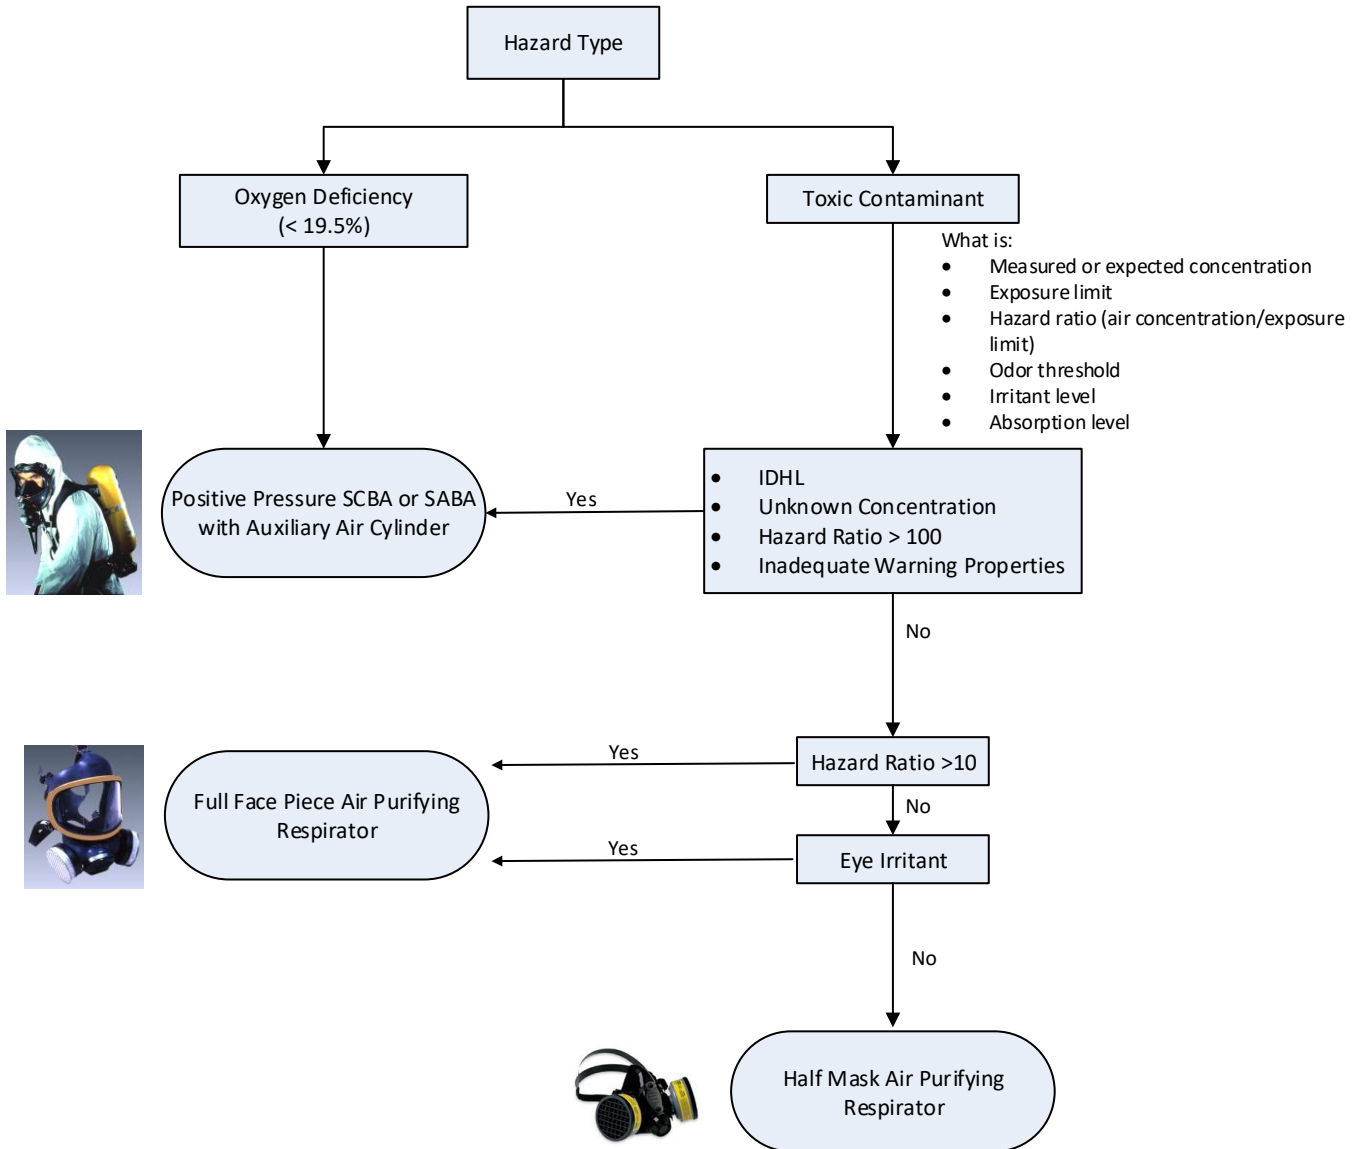 Hazard Type
Oxygen Deficiency
(< 19.5%)
Toxic Contaminant
What is:
• Measured or expected concentration
• Exposure limit
• Hazard ratio (air concentration/exposure
limit)
• Odor threshold
• Irritant level
• Absorption level
Positive Pressure SCBA or SABA
with Auxiliary Air Cylinder
Yes
• IDHL
• Unknown Concentration
• Hazard Ratio > 100
• Inadequate Warning Properties
No
Full Face Piece Air Purifying
Respirator
Yes
Hazard Ratio >10
No
Yes
Eye Irritant
No
Half Mask Air Purifying
Respirator